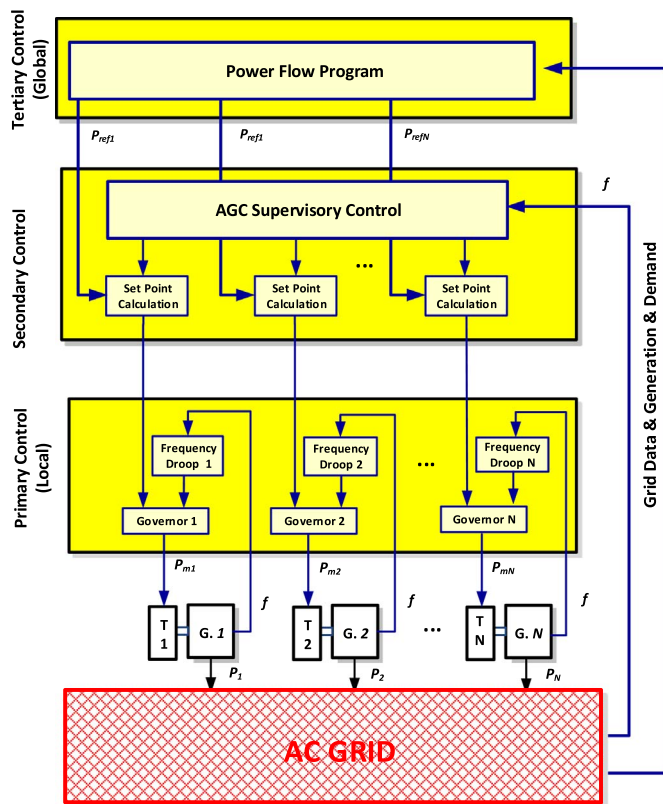 Tertiary Control
(Global)
Power Flow Program
Pref1
Pref1
PrefN
f
Secondary Control
AGC Supervisory Control
...
Set Point
Calculation
Set Point
Calculation
Set Point
Calculation
Grid Data & Generation & Demand
Primary Control
(Local)
Frequency
Droop 1
Frequency
Droop 2
...
Frequency
Droop N
Governor 1
Governor 2
Governor N
Pm1
Pm2
PmN
f
f
f
T
1
G. 1
T
2
G. 2
...
T
N
G. N
P1
P2
PN
AC GRID